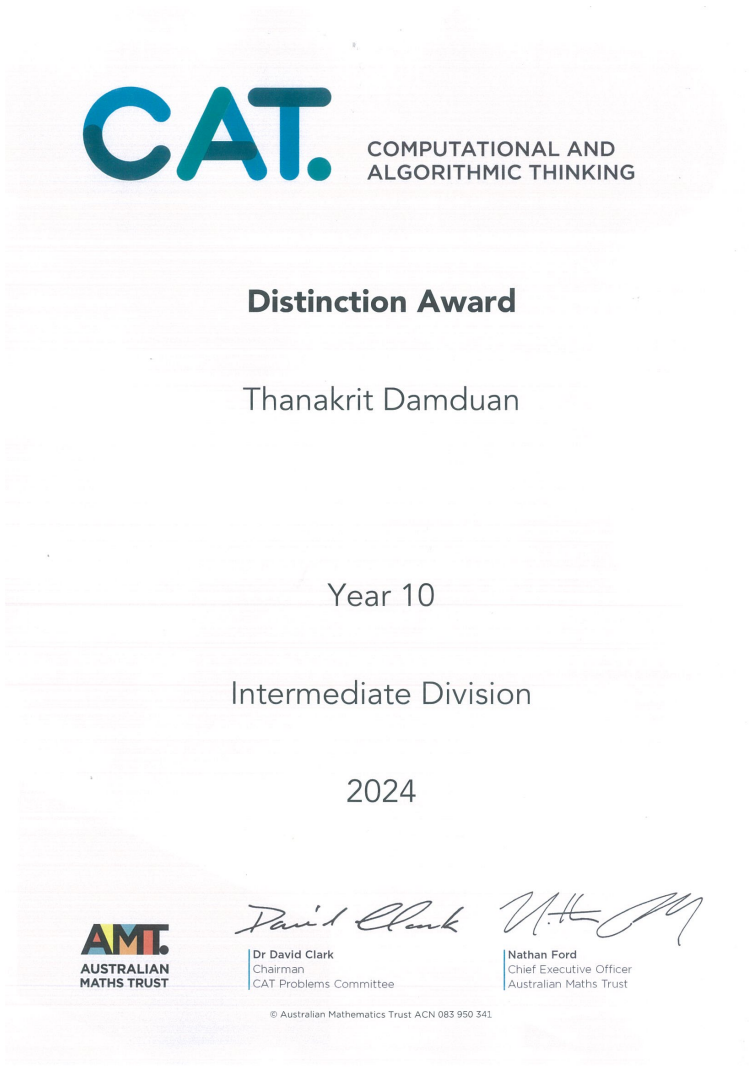 CAT.
COMPUTATIONAL AND
ALGORITHMIC THINKING
Distinction Award
Thanakrit Damduan
Year 10
Intermediate Division
2024
David Clark
AMT.
AUSTRALIAN
MATHS TRUST
Dr David Clark
Chairman
CAT Problems Committee
Nathan Ford
Chief Executive Officer
Australian Maths Trust
© Australian Mathematics Trust ACN 083 950 341